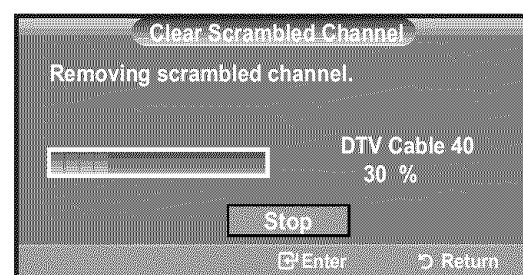 Clear Scrambled Channel
Removing scrambled channel.
DTV Cable 40
30 %
Stop
Enter
Return